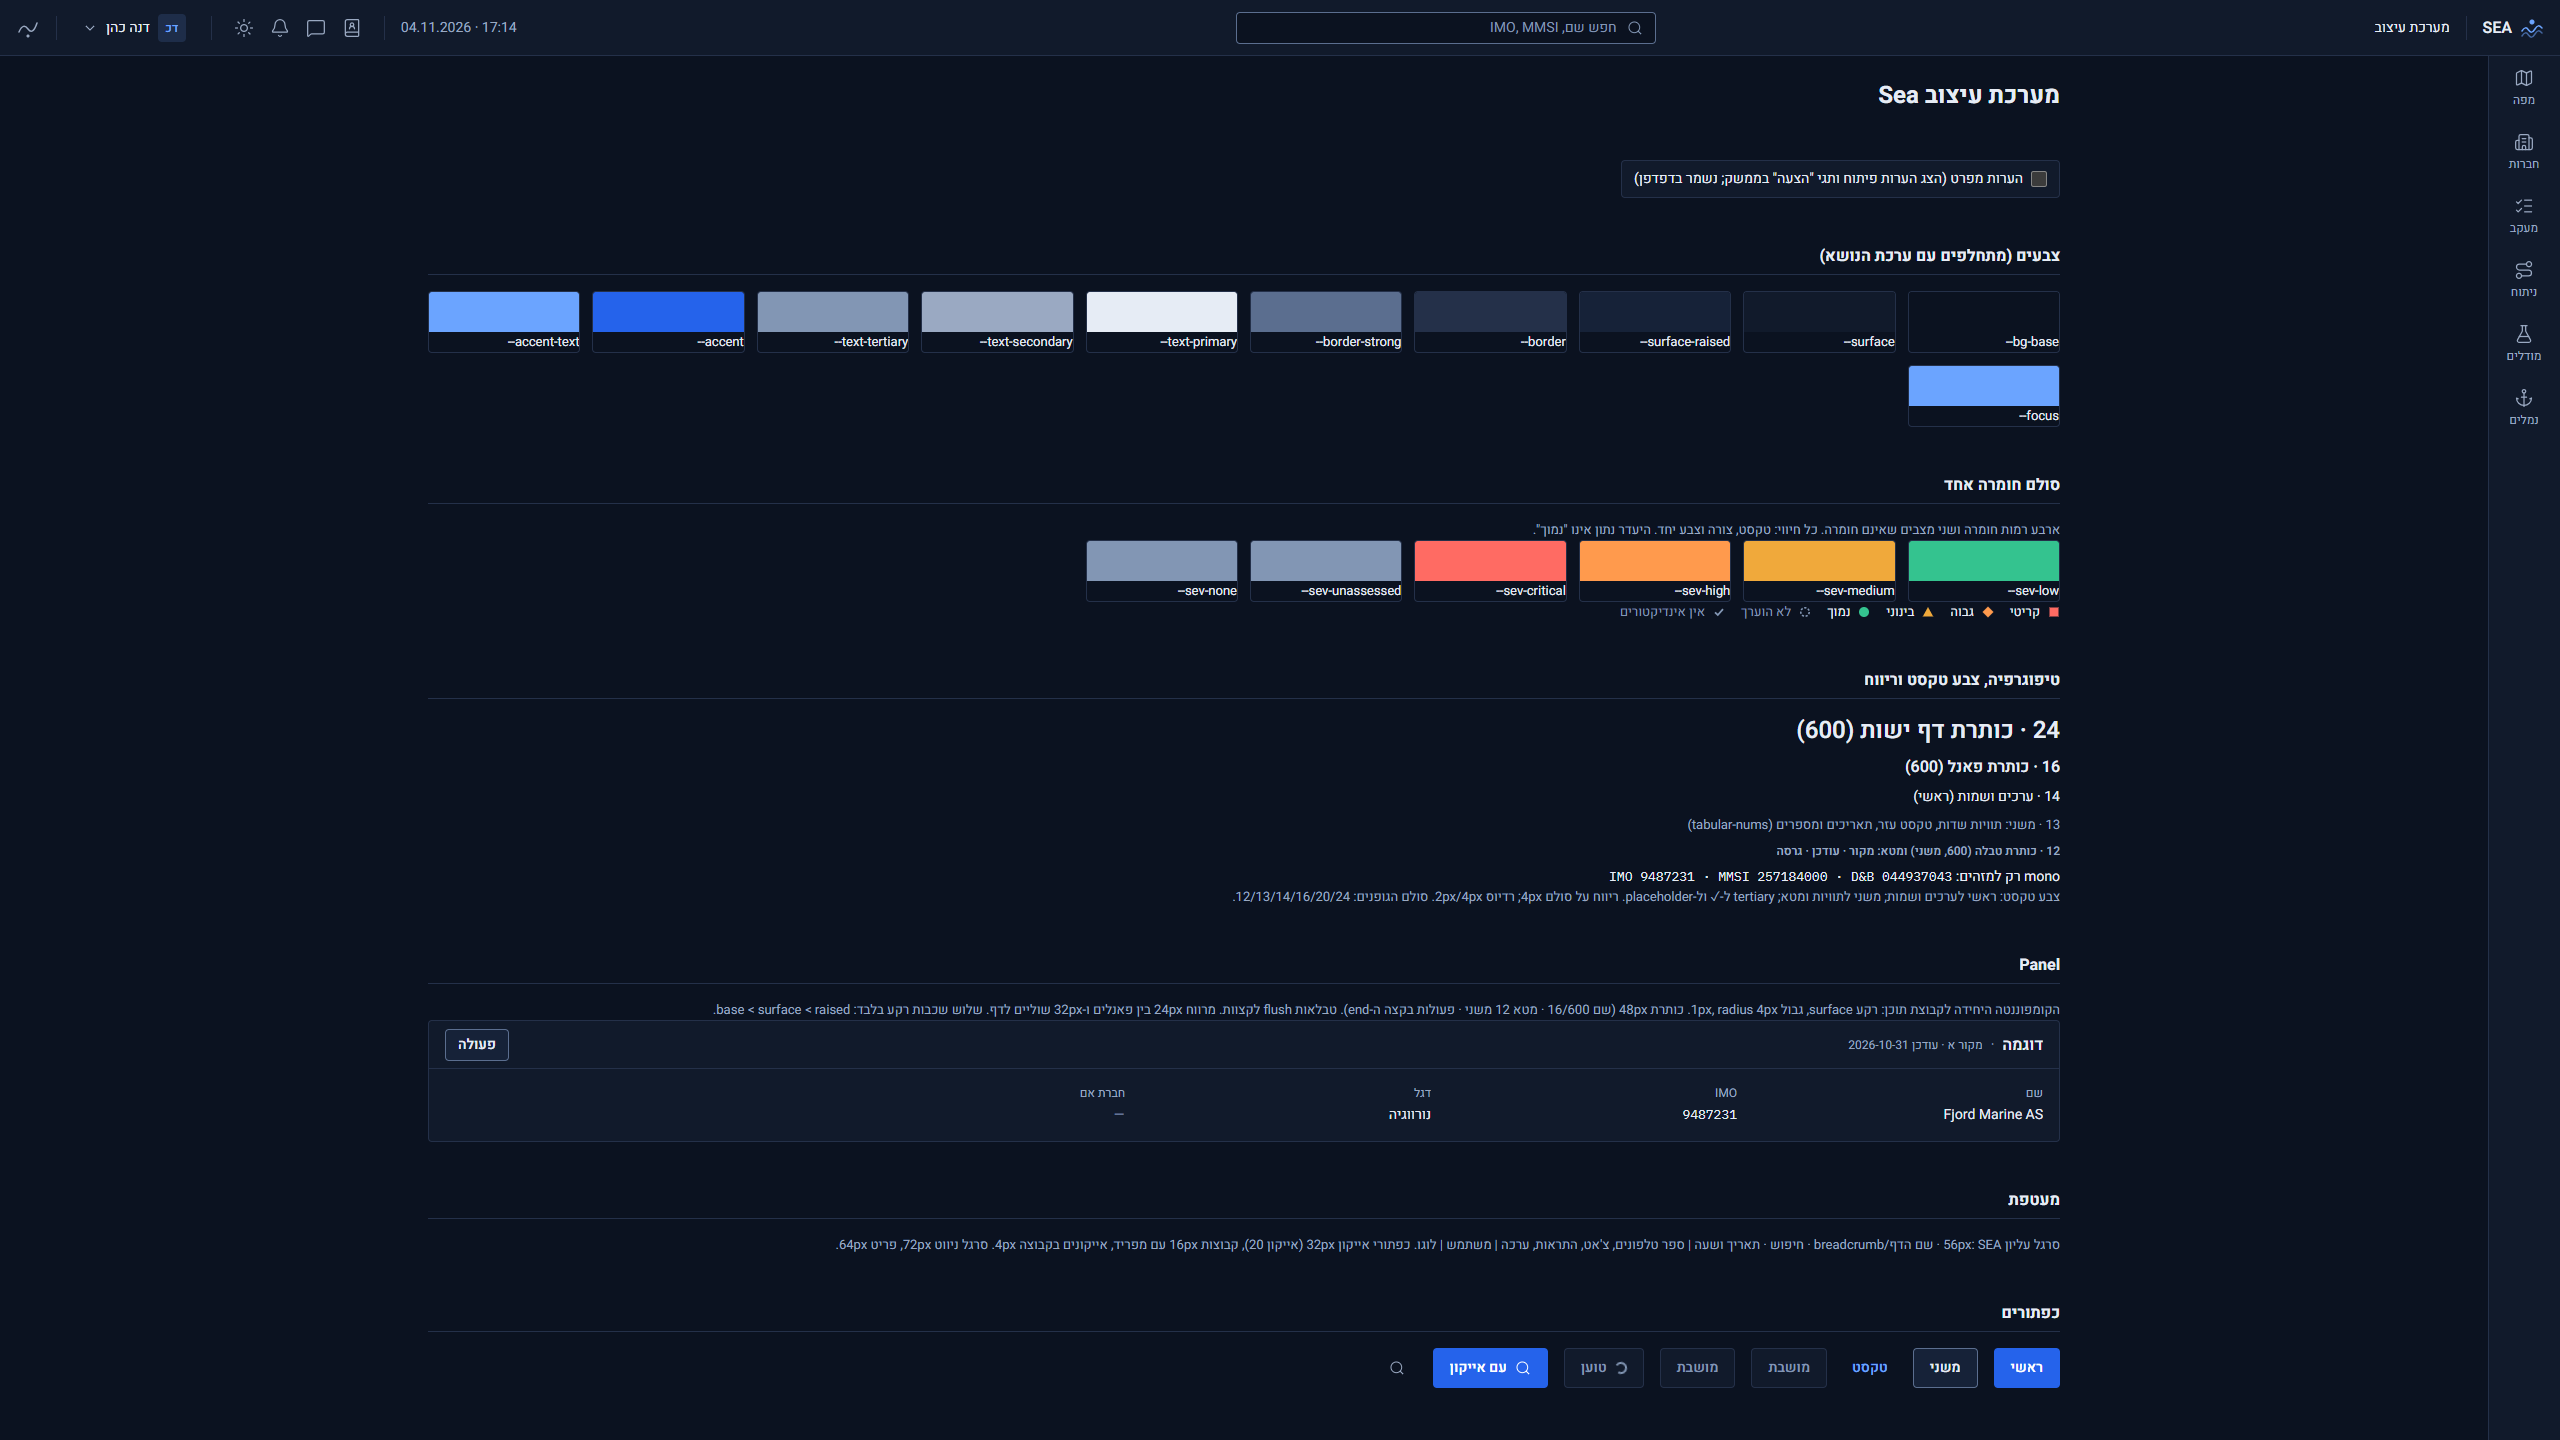 SEA
מערכת עיצוב
חפש שם, IMO, MMSI
04.11.2026 · 17:14
דכ
דנה כהן
מפה
חברות
מעקב
ניתוח
מודלים
נמלים
מערכת עיצוב Sea
הערות מפרט (הצג הערות פיתוח ותגי "הצעה" בממשק; נשמר בדפדפן)
צבעים (מתחלפים עם ערכת הנושא)
--bg-base --surface --surface-raised --border --border-strong --text-primary --text-secondary --text-tertiary --accent --accent-text
--focus
סולם חומרה אחד
ארבע רמות חומרה ושני מצבים שאינם חומרה. כל חיווי: טקסט, צורה וצבע יחד. היעדר נתון אינו "נמוך".
--sev-low --sev-medium --sev-high --sev-critical --sev-unassessed --sev-none
קריטי גבוה בינוני נמוך לא הוערך אין אינדיקטורים
טיפוגרפיה, צבע טקסט וריווח
24 · כותרת דף ישות (600)
16 · כותרת פאנל (600)
14 · ערכים ושמות (ראשי)
13 · משני: תוויות שדות, טקסט עזר, תאריכים ומספרים (tabular-nums)
12 · כותרת טבלה (600, משני) ומטא: מקור · עודכן · גרסה
mono רק למזהים: IMO 9487231 · MMSI 257184000 · D&B 044937043
צבע טקסט: ראשי לערכים ושמות; משני לתוויות ומטא; tertiary ל-✓ ול-placeholder. ריווח על סולם 4px; רדיוס 2px/4px. סולם הגופנים: 12/13/14/16/20/24.
Panel
הקומפוננטה היחידה לקבוצת תוכן: רקע surface, גבול 1px, radius 4px. כותרת 48px (שם 16/600 · מטא 12 משני · פעולות בקצה ה-end). טבלאות flush לקצוות. מרווח 24px בין פאנלים ו-32px שוליים לדף. שלוש שכבות רקע בלבד: base < surface < raised.
דוגמה · מקור א · עודכן 2026-10-31
פעולה
שם IMO דגל חברת אם
Fjord Marine AS 9487231 נורווגיה —
מעטפת
סרגל עליון 56px: SEA · שם הדף/breadcrumb · חיפוש · תאריך ושעה | ספר טלפונים, צ'אט, התראות, ערכה | משתמש | לוגו. כפתורי אייקון 32px (אייקון 20), קבוצות 16px עם מפריד, אייקונים בקבוצה 4px. סרגל ניווט 72px, פריט 64px.
כפתורים
ראשי משני טקסט מושבת מושבת טוען עם אייקון